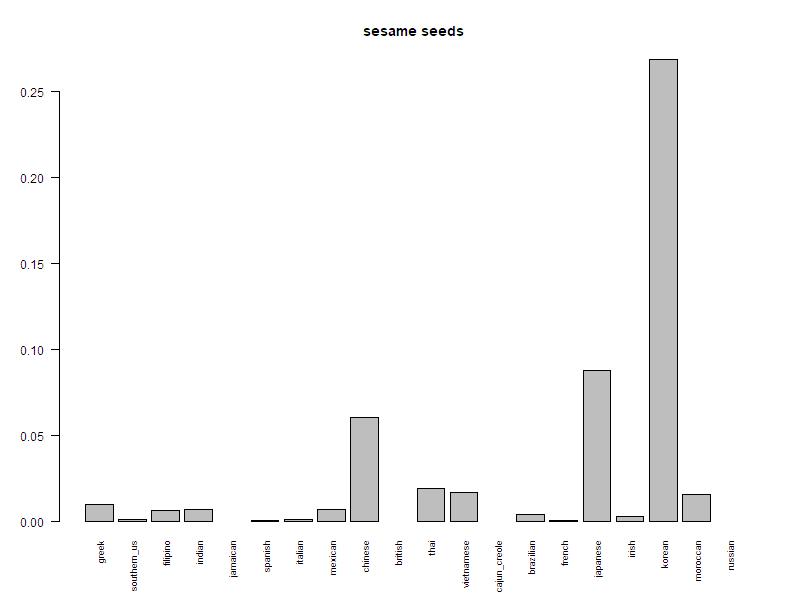 sesame seeds
0.25
0.20
0.15
0.10
0.05
0.00
greek
southern_us
filipino
indian
jamaican
spanish
italian
mexican
chinese
british
thai
vietnamese
cajun_creole
brazilian
french
japanese
irish
korean
moroccan
russian